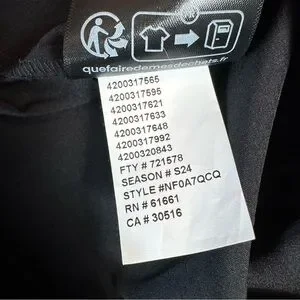 quefairedemesdechets.fr
4200317565
4200317595
4200317621
4200317633
4200317648
4200317992
4200320843
FTY # 721578
SEASON # S24
STYLE #NF0A7QCQ
RN # 61661
CA # 30516